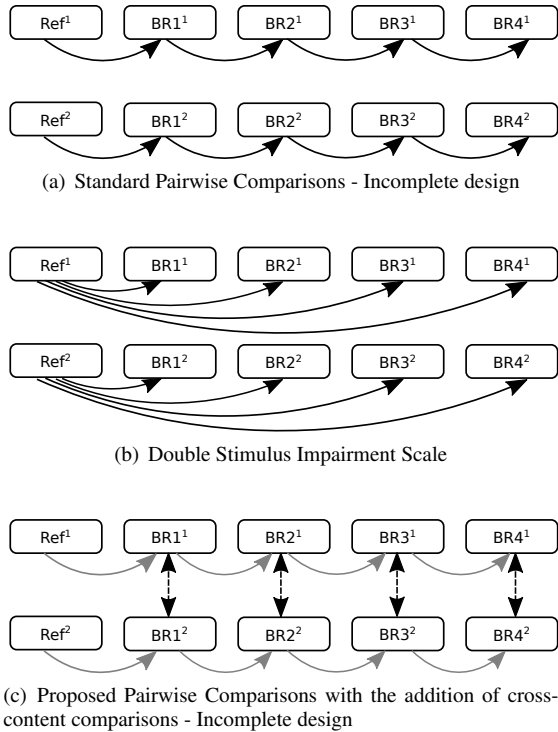 Ref¹ BR1¹ BR2¹ BR3¹ BR4¹
Ref² BR1² BR2² BR3² BR4²
(a) Standard Pairwise Comparisons - Incomplete design
Ref¹ BR1¹ BR2¹ BR3¹ BR4¹
Ref² BR1² BR2² BR3² BR4²
(b) Double Stimulus Impairment Scale
Ref¹ BR1¹ BR2¹ BR3¹ BR4¹
Ref² BR1² BR2² BR3² BR4²
(c) Proposed Pairwise Comparisons with the addition of cross-
content comparisons - Incomplete design